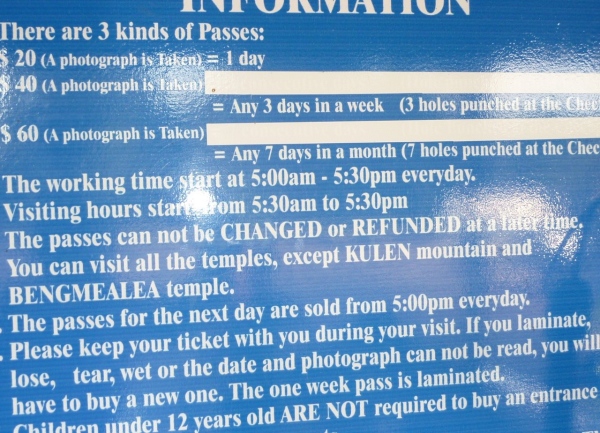 INFORMATION
There are 3 kinds of Passes:
$ 20 (A photograph is Taken) = 1 day
$ 40 (A photograph is Taken)
= Any 3 days in a week (3 holes punched at the Chec
$ 60 (A photograph is Taken)
= Any 7 days in a month (7 holes punched at the Chec
The working time start at 5:00am - 5:30pm everyday.
Visiting hours start from 5:30am to 5:30pm
The passes can not be CHANGED or REFUNDED at a later time.
You can visit all the temples, except KULEN mountain and
BENGMEALEA temple.
. The passes for the next day are sold from 5:00pm everyday.
. Please keep your ticket with you during your visit. If you laminate,
lose, tear, wet or the date and photograph can not be read, you will
have to buy a new one. The one week pass is laminated.
Children under 12 years old ARE NOT required to buy an entrance